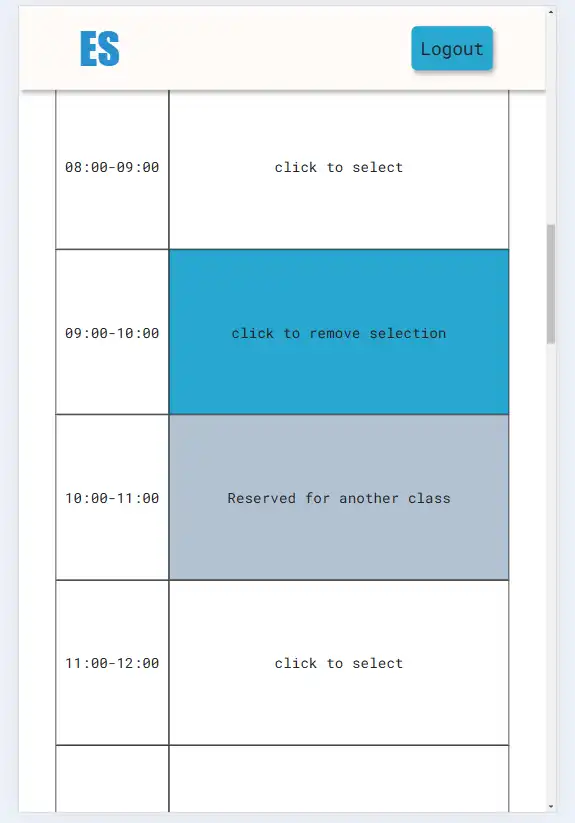 ES
Logout
08:00-09:00 click to select
09:00-10:00 click to remove selection
10:00-11:00 Reserved for another class
11:00-12:00 click to select